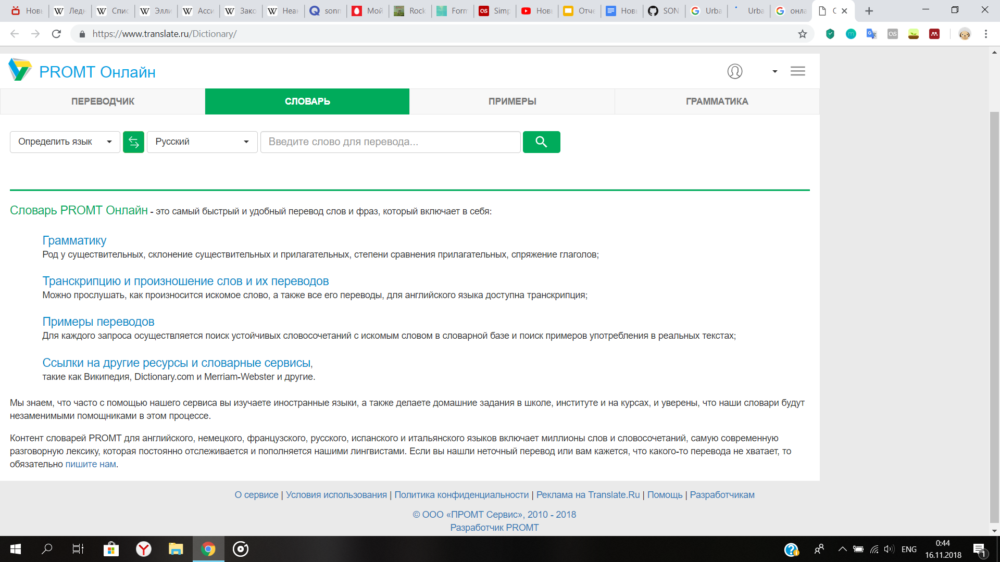 Новы
Ледн
Спис
Элли
Асси
Зако
Неан
sonn
Мой
Rock
Form
Simp
Новы
Отче
Новы
SON
Urba
Urba
онла
С
https://www.translate.ru/Dictionary/
PROMT Онлайн
ПЕРЕВОДЧИК
СЛОВАРЬ
ПРИМЕРЫ
ГРАММАТИКА
Определить язык
Русский
Введите слово для перевода...
Словарь PROMT Онлайн - это самый быстрый и удобный перевод слов и фраз, который включает в себя:
Грамматику
Род у существительных, склонение существительных и прилагательных, степени сравнения прилагательных, спряжение глаголов;
Транскрипцию и произношение слов и их переводов
Можно прослушать, как произносится искомое слово, а также все его переводы, для английского языка доступна транскрипция;
Примеры переводов
Для каждого запроса осуществляется поиск устойчивых словосочетаний с искомым словом в словарной базе и поиск примеров употребления в реальных текстах;
Ссылки на другие ресурсы и словарные сервисы,
такие как Википедия, Dictionary.com и Merriam-Webster и другие.
Мы знаем, что часто с помощью нашего сервиса вы изучаете иностранные языки, а также делаете домашние задания в школе, институте и на курсах, и уверены, что наши словари будут
незаменимыми помощниками в этом процессе.
Контент словарей PROMT для английского, немецкого, французского, русского, испанского и итальянского языков включает миллионы слов и словосочетаний, самую современную
разговорную лексику, которая постоянно отслеживается и пополняется нашими лингвистами. Если вы нашли неточный перевод или вам кажется, что какого-то перевода не хватает, то
обязательно пишите нам.
О сервисе | Условия использования | Политика конфиденциальности | Реклама на Translate.Ru | Помощь | Разработчикам
© ООО «ПРОМТ Сервис», 2010 - 2018
Разработчик PROMT
ENG
0:44
16.11.2018
1